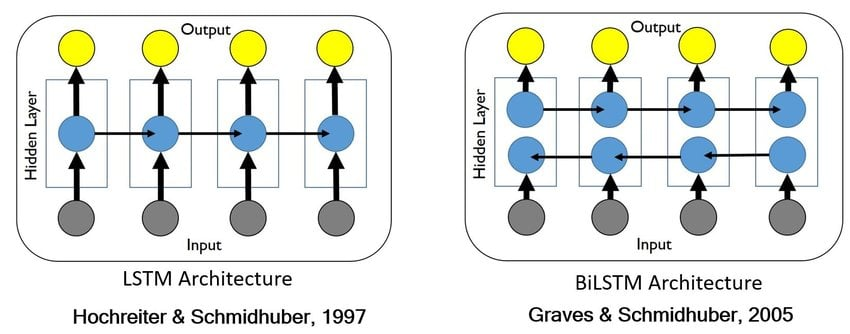 Output
Hidden Layer
Input
LSTM Architecture
Hochreiter & Schmidhuber, 1997
Output
Hidden Layer
Input
BiLSTM Architecture
Graves & Schmidhuber, 2005